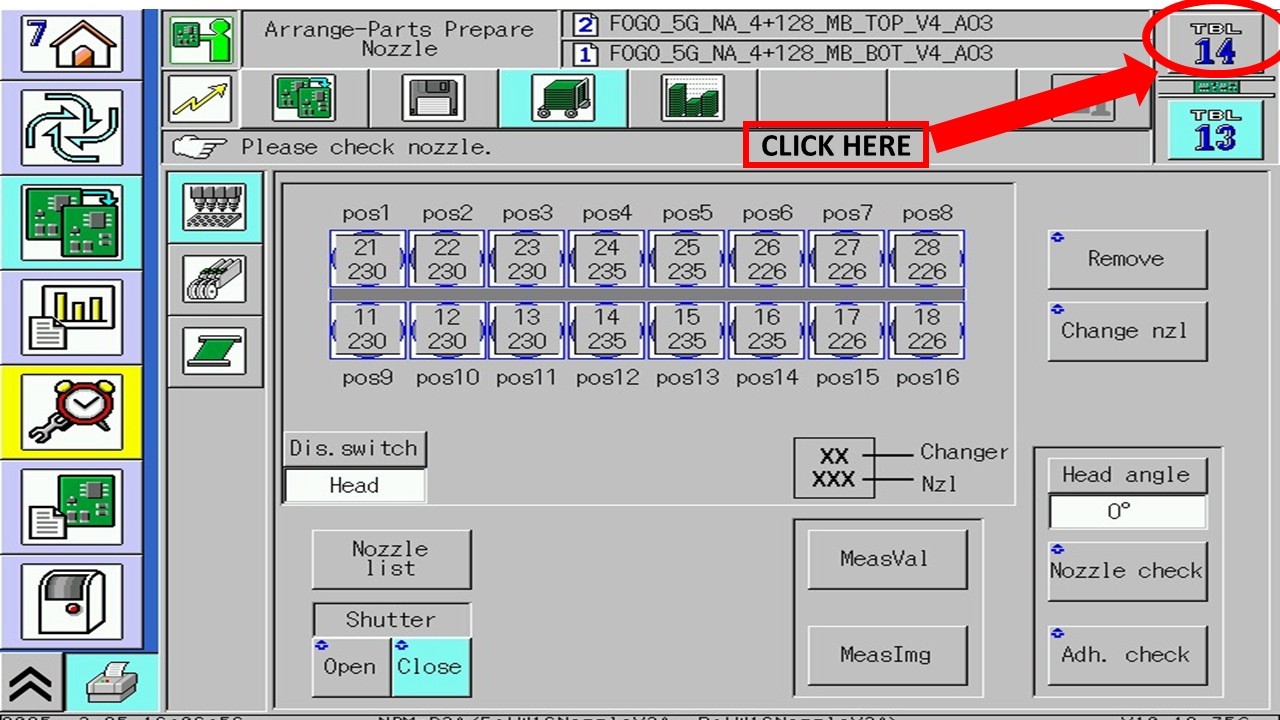 7
Arrange-Parts Prepare
Nozzle
2 FOGO_5G_NA_4+128_MB_TOP_V4_A03
1 FOGO_5G_NA_4+128_MB_BOT_V4_A03
TBL
14
TBL
13
CLICK HERE
Please check nozzle.
pos1 pos2 pos3 pos4 pos5 pos6 pos7 pos8
21 22 23 24 25 26 27 28
230 230 230 235 235 226 226 226
11 12 13 14 15 16 17 18
230 230 230 235 235 235 226 226
pos9 pos10 pos11 pos12 pos13 pos14 pos15 pos16
Remove
Change nzl
Dis.switch
Head
XX Changer
XXX Nzl
Head angle
0°
Nozzle list
MeasVal
Nozzle check
Shutter
Open Close
MeasImg
Adh. check